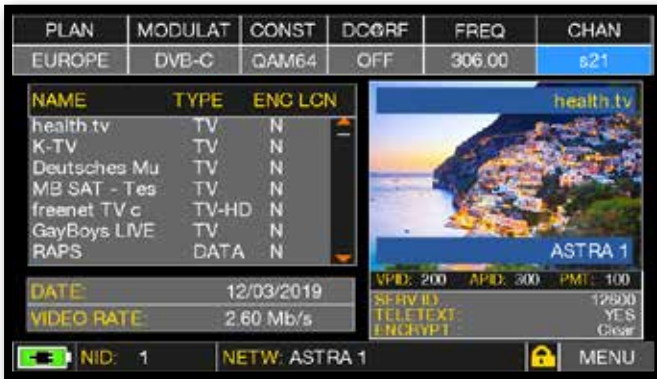 PLAN MODULAT CONST DC@RF FREQ CHAN
EUROPE DVB-C QAM64 OFF 306.00 s21
NAME TYPE ENC LCN
health.tv TV N
K-TV TV N
Deutsches Mu TV N
MB SAT - Tes TV N
freenet TV c TV-HD N
GayBoys LIVE TV N
RAPS DATA N
health.tv
ASTRA 1
VPID: 200 APID: 300 PMT: 100
DATE: 12/03/2019
VIDEO RATE: 2.60 Mb/s
SERV ID: 12600
TELETEXT: YES
ENCRYPT: Clear
NID: 1 NETW: ASTRA 1 MENU